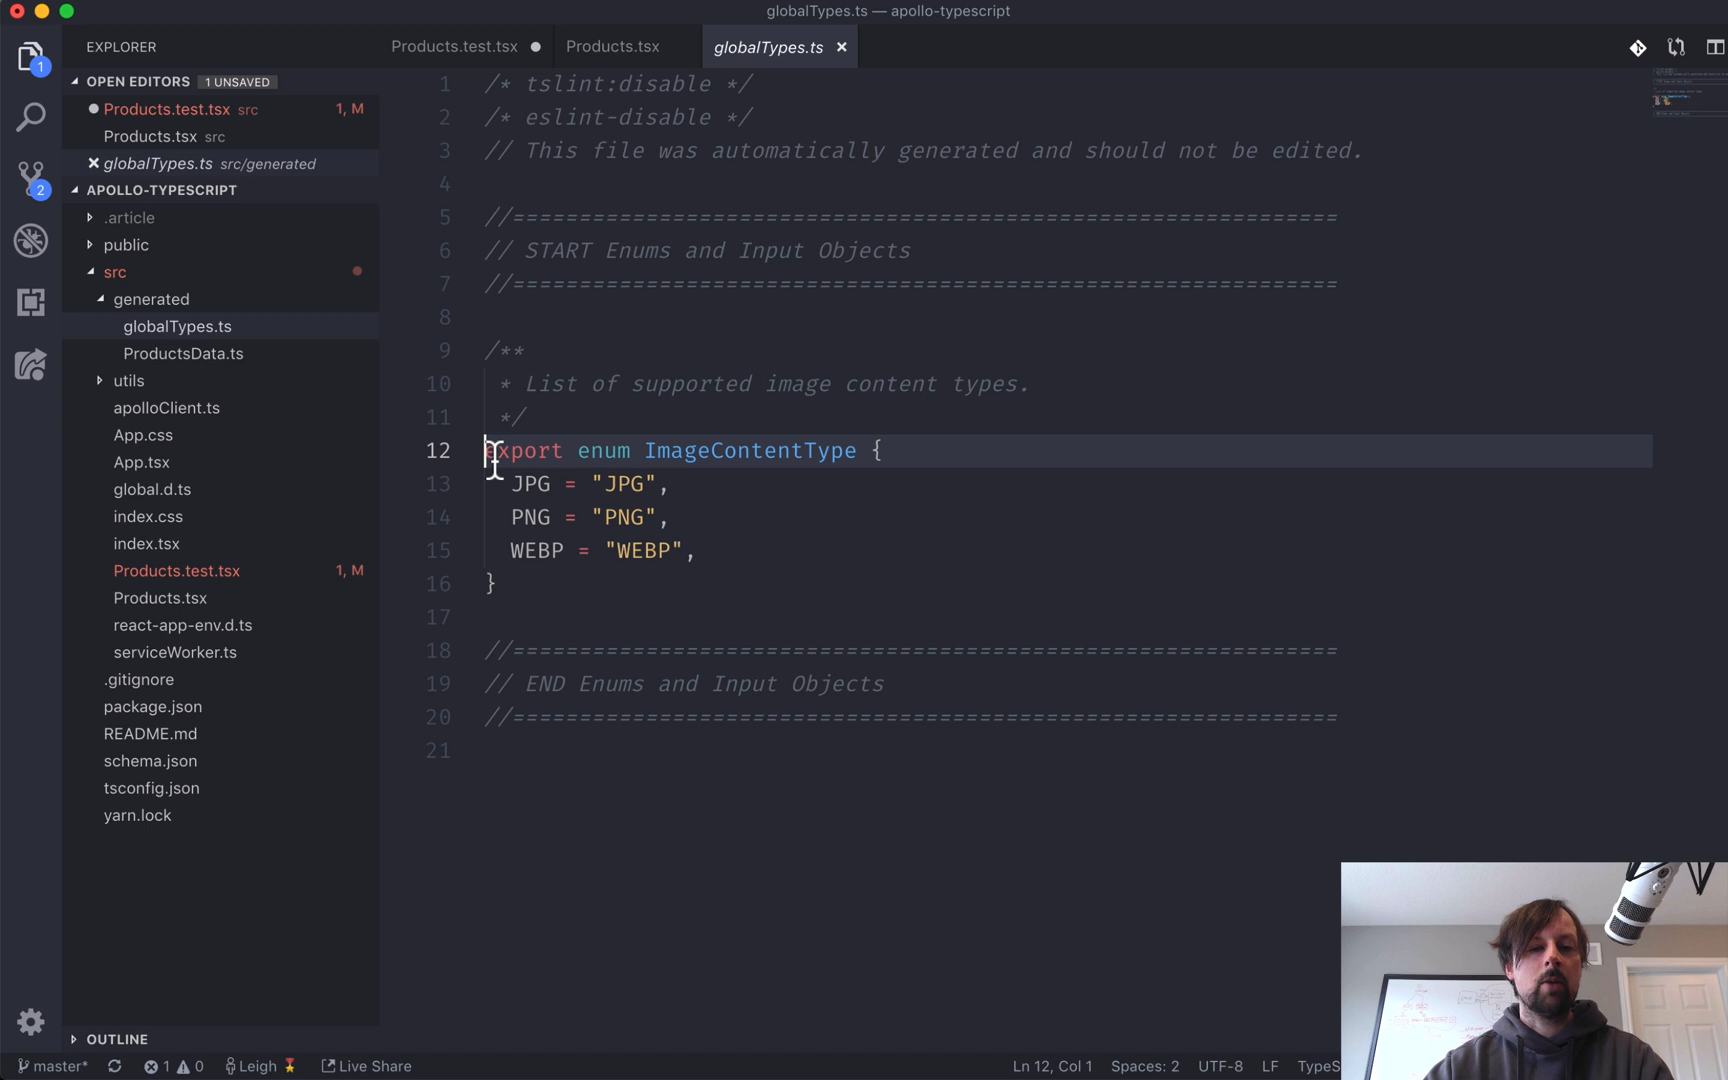 globalTypes.ts — apollo-typescript
EXPLORER
OPEN EDITORS 1 UNSAVED
Products.test.tsx src 1, M
Products.tsx src
globalTypes.ts src/generated
APOLLO-TYPESCRIPT
.article
public
src
generated
globalTypes.ts
ProductsData.ts
utils
apolloClient.ts
App.css
App.tsx
global.d.ts
index.css
index.tsx
Products.test.tsx 1, M
Products.tsx
react-app-env.d.ts
serviceWorker.ts
.gitignore
package.json
README.md
schema.json
tsconfig.json
yarn.lock
OUTLINE
1
2
Products.test.tsx Products.tsx globalTypes.ts
1 /* tslint:disable */
2 /* eslint-disable */
3 // This file was automatically generated and should not be edited.
4
5 //==============================================================
6 // START Enums and Input Objects
7 //==============================================================
8
9 /**
10 * List of supported image content types.
11 */
12 export enum ImageContentType {
13 JPG = "JPG",
14 PNG = "PNG",
15 WEBP = "WEBP",
16 }
17
18 //==============================================================
19 // END Enums and Input Objects
20 //==============================================================
21
master* 1 0 Leigh Live Share Ln 12, Col 1 Spaces: 2 UTF-8 LF TypeS